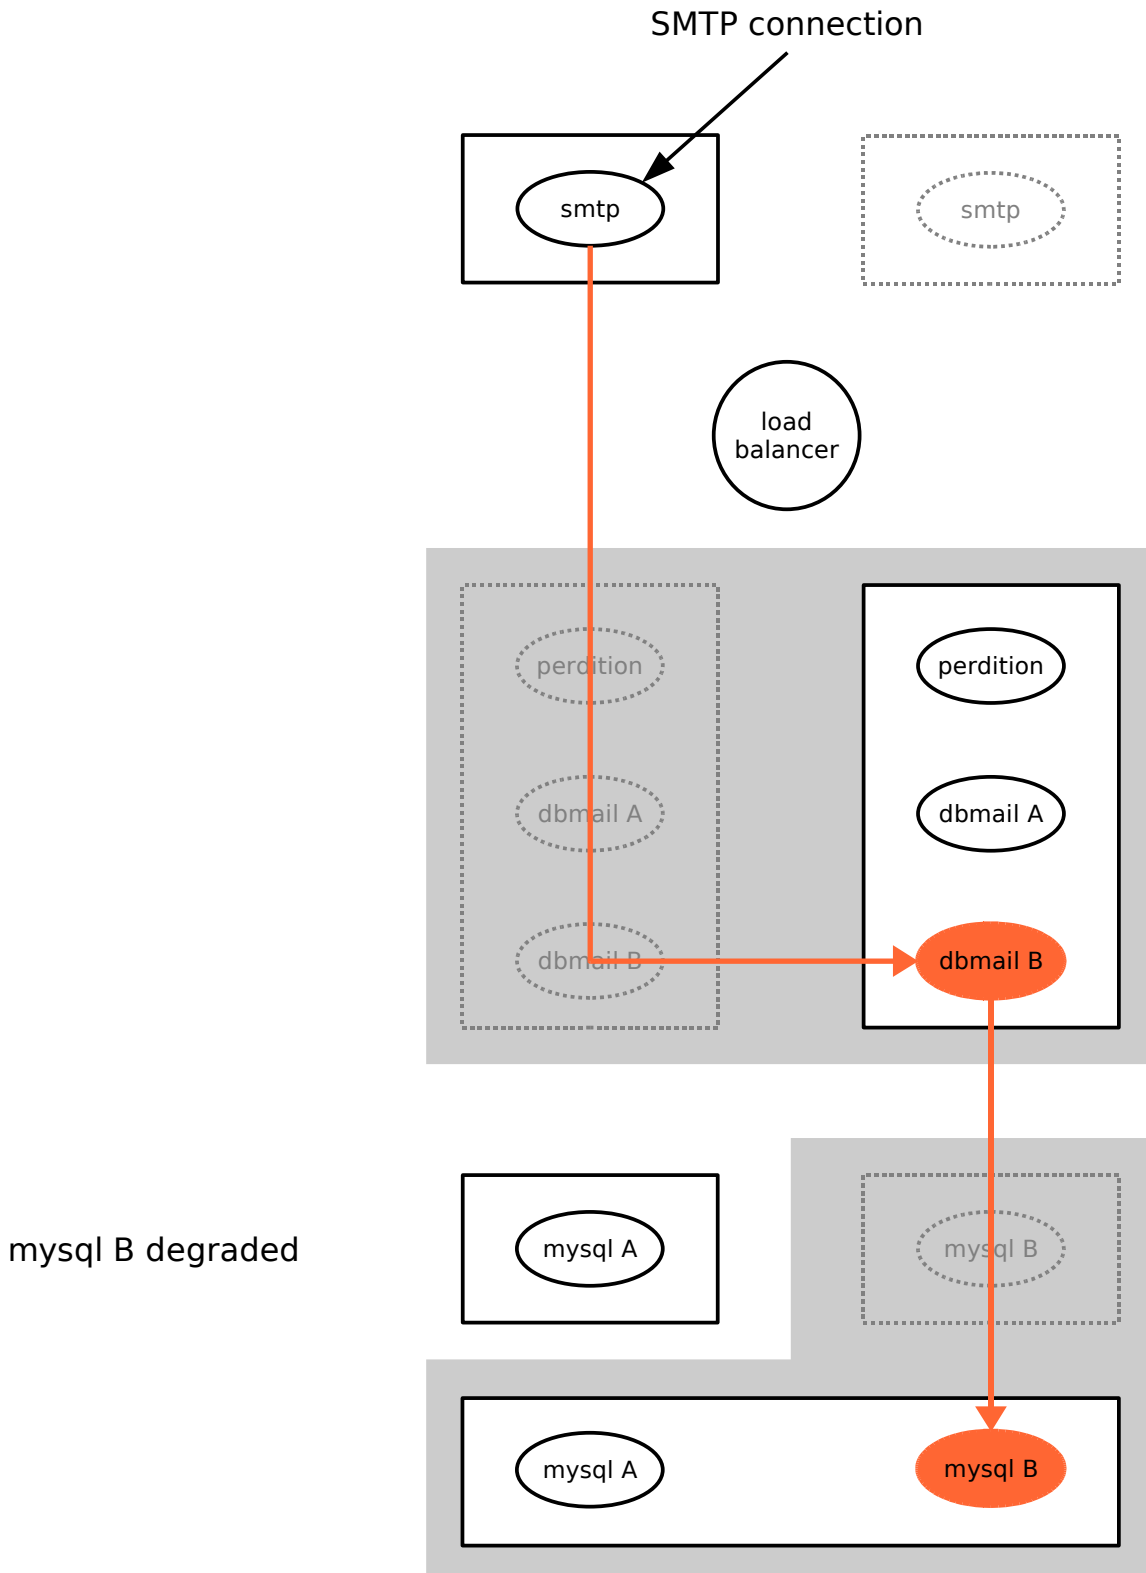 SMTP connection
smtp
smtp
load
balancer
perdition
perdition
dbmail A
dbmail A
dbmail B
dbmail B
mysql B degraded
mysql A
mysql B
mysql A
mysql B